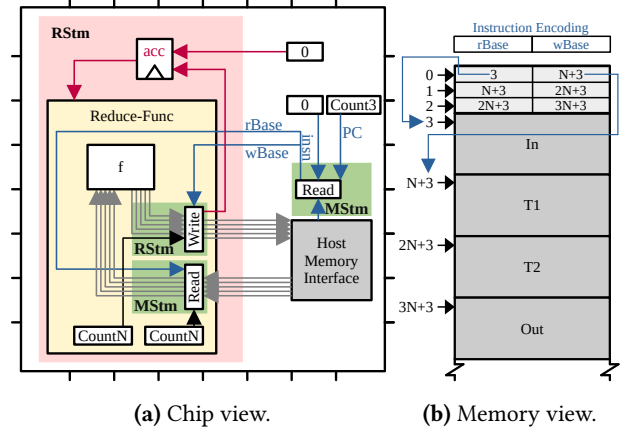 RStm
acc
0
Reduce-Func
0
Count3
rBase
wBase
insn
PC
f
Read
MStm
Write
RStm
Host
Memory
Interface
Read
MStm
CountN
CountN
(a) Chip view.
Instruction Encoding
rBase wBase
0 3 N+3
1 N+3 2N+3
2 2N+3 3N+3
3
In
N+3
T1
2N+3
T2
3N+3
Out
(b) Memory view.